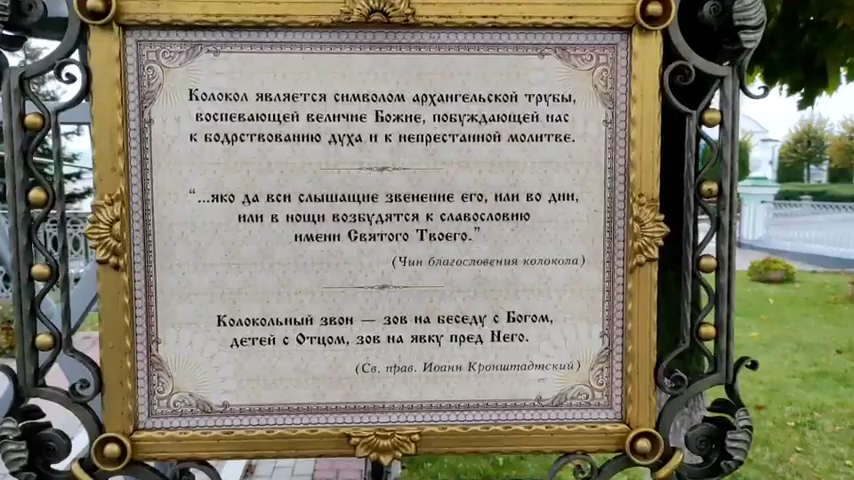 Колокол является символом архангельской трубы,
воспевающей величие Божие, побуждающей нас
к бодрствованию духа и к непрестанной молитве.
“...яко да вси слышащие звенение его, или во дни,
или в нощи возбудятся к славословию
имени Святого Твоего.”
(Чин благословения колокола)
Колокольный звон — зов на беседу с Богом,
детей с Отцом, зов на явку пред Него.
(Св. прав. Иоанн Кронштадтский)